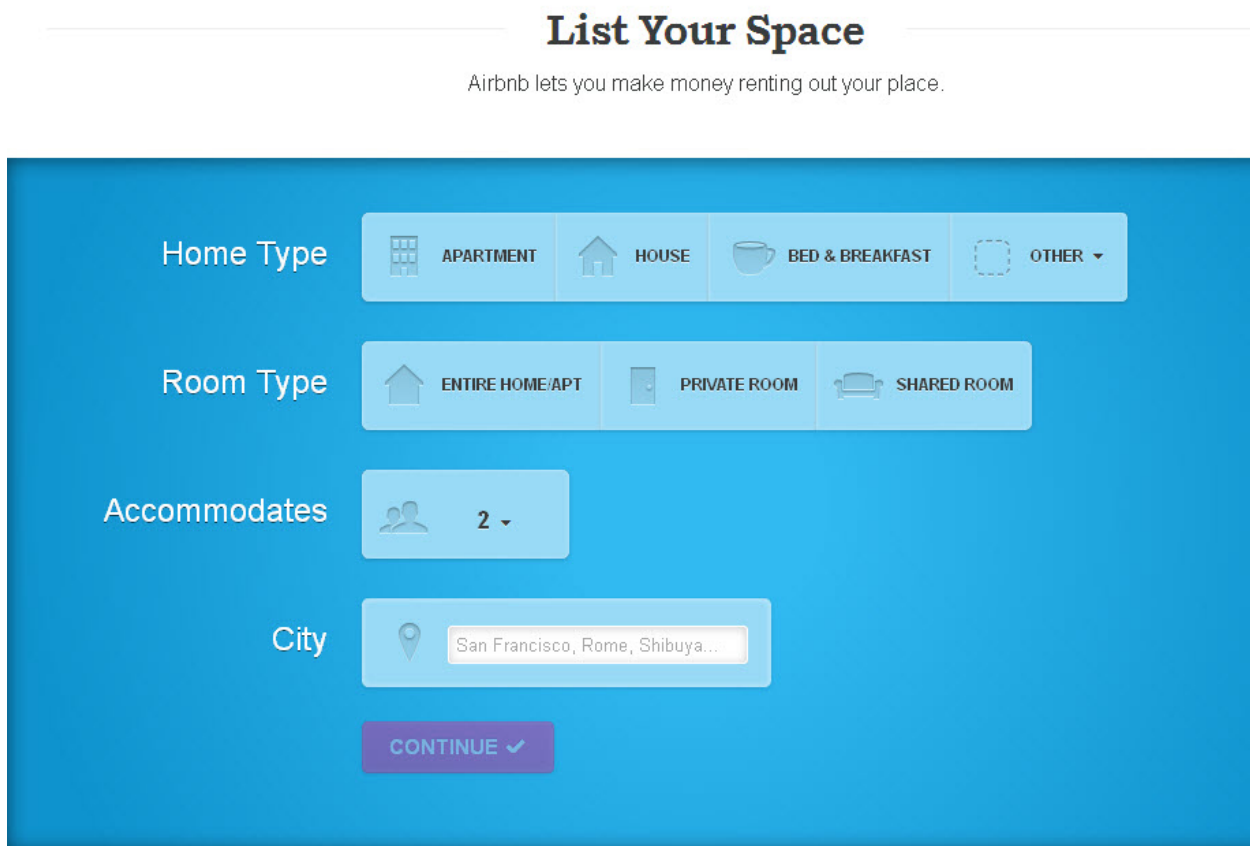 List Your Space
Airbnb lets you make money renting out your place.
Home Type APARTMENT HOUSE BED & BREAKFAST OTHER
Room Type ENTIRE HOME/APT PRIVATE ROOM SHARED ROOM
Accommodates 2
City San Francisco, Rome, Shibuya...
CONTINUE